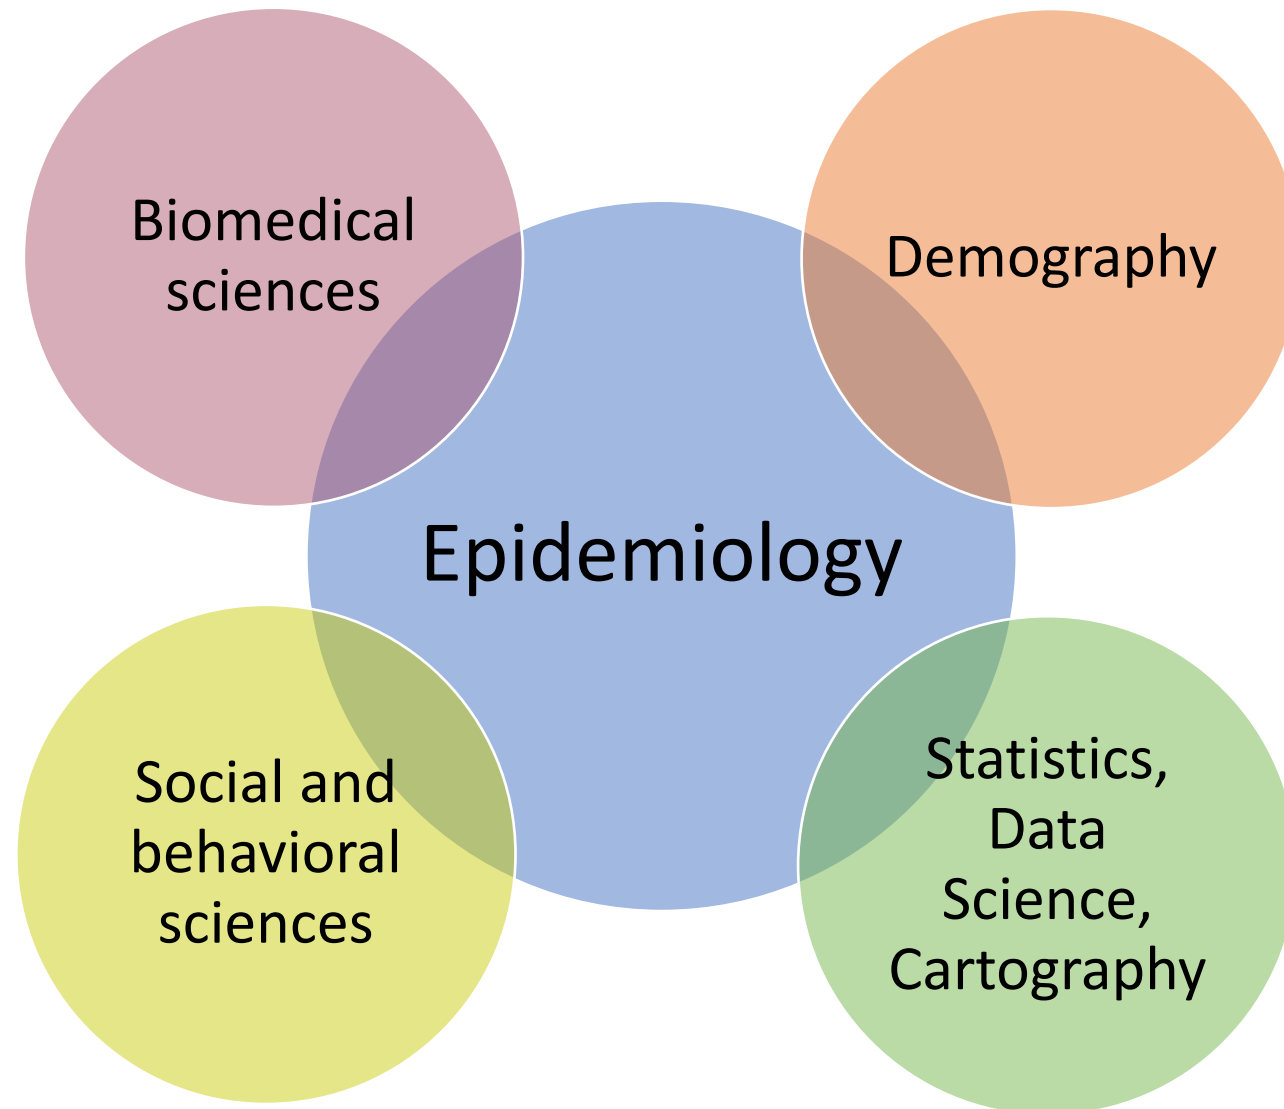 Biomedical
sciences
Demography
Epidemiology
Social and
behavioral
sciences
Statistics,
Data
Science,
Cartography